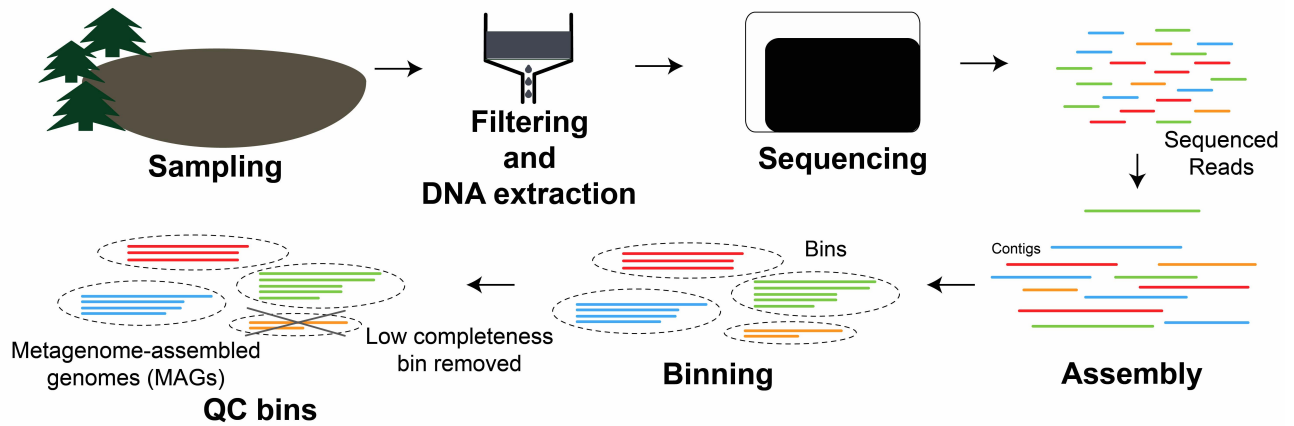 Sampling
Filtering
and
DNA extraction
Sequencing
Sequenced
Reads
Contigs
Assembly
Bins
Binning
Low completeness
bin removed
Metagenome-assembled
genomes (MAGs)
QC bins